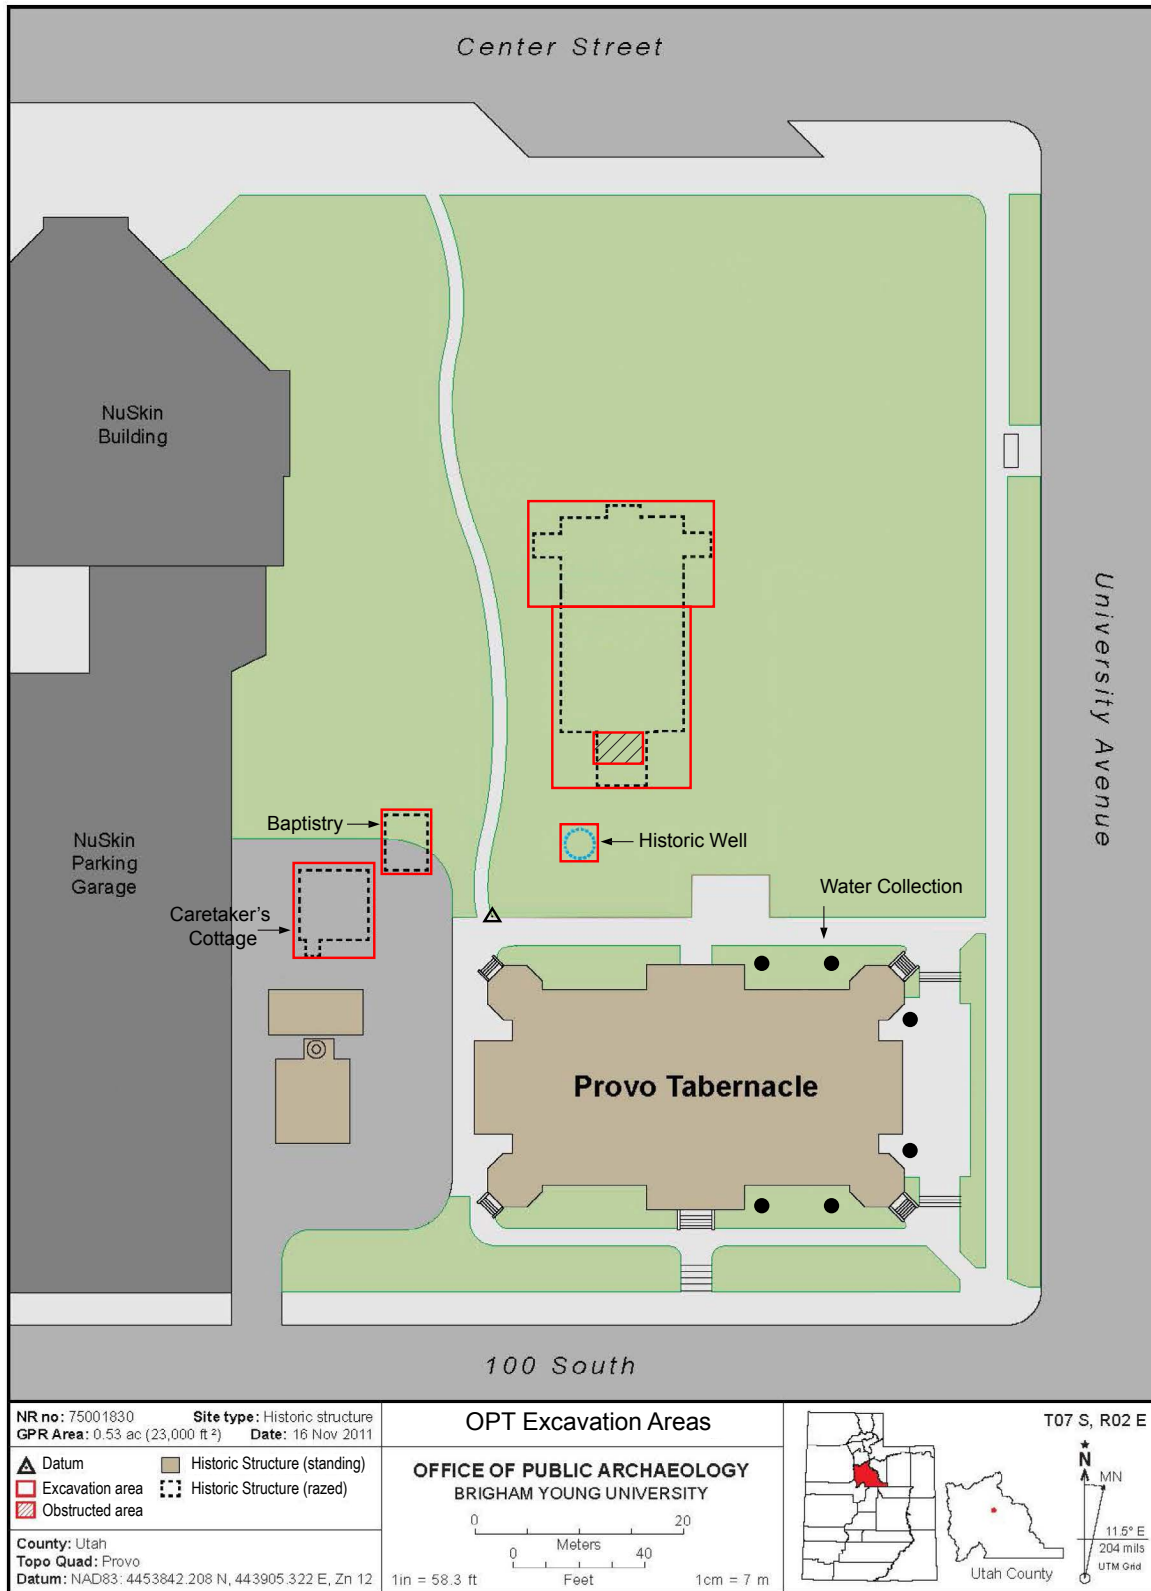 Center Street
NuSkin
Building
University Avenue
Baptistry
Historic Well
NuSkin
Parking
Garage
Water Collection
Caretaker's
Cottage
Provo Tabernacle
100 South
NR no: 75001830 Site type: Historic structure
GPR Area: 0.53 ac (23,000 ft²) Date: 16 Nov 2011
Datum Historic Structure (standing)
Excavation area Historic Structure (razed)
Obstructed area
County: Utah
Topo Quad: Provo
Datum: NAD83: 4453842.208 N, 443905.322 E, Zn 12
OPT Excavation Areas
OFFICE OF PUBLIC ARCHAEOLOGY
BRIGHAM YOUNG UNIVERSITY
0 20
Meters
0 40
1in = 58.3 ft Feet 1cm = 7 m
T07 S, R02 E
N
MN
11.5° E
204 mils
UTM Grid
Utah County